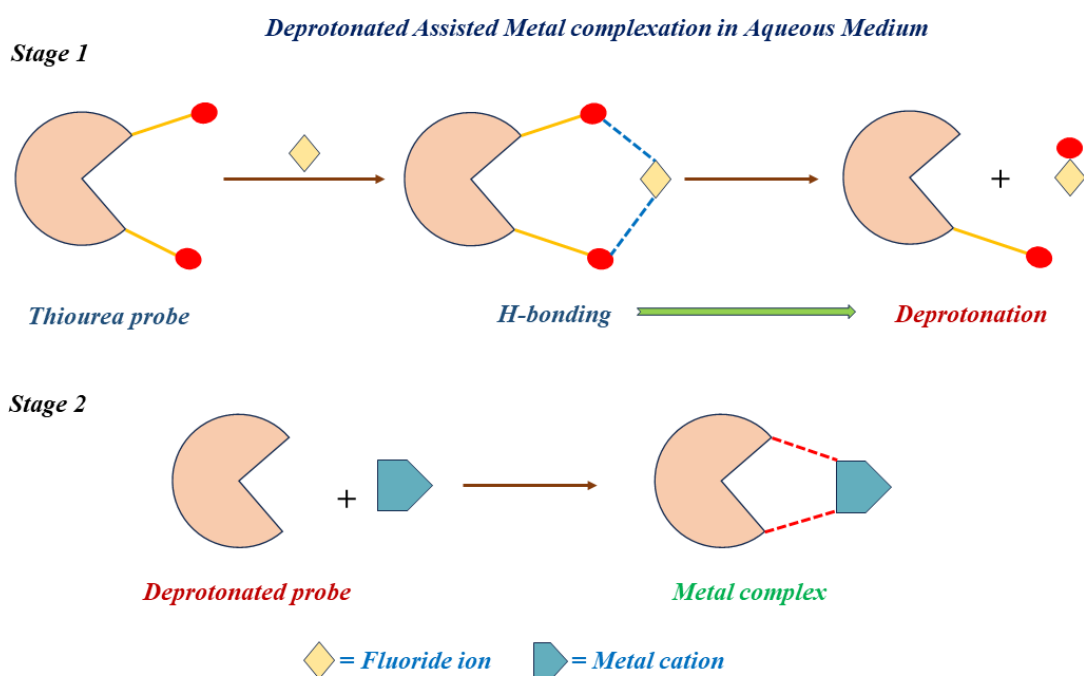 Deprotonated Assisted Metal complexation in Aqueous Medium
Stage 1
+
Thiourea probe
H-bonding
Deprotonation
Stage 2
+
Deprotonated probe
Metal complex
= Fluoride ion
= Metal cation